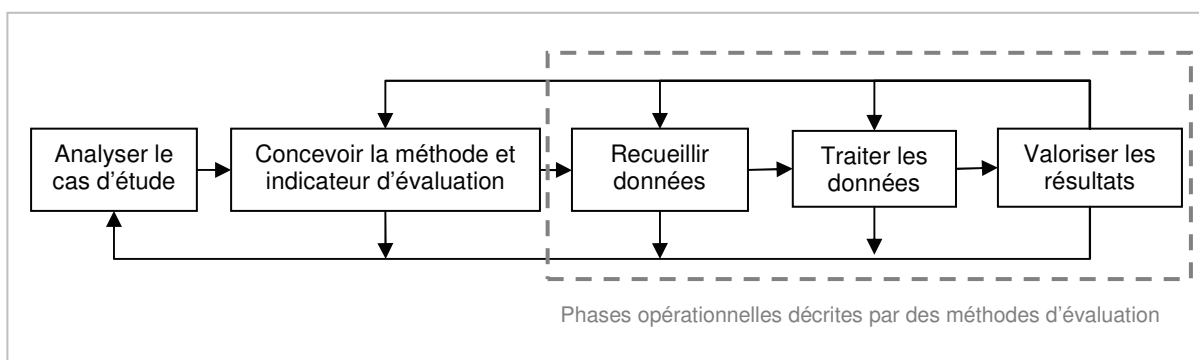 Analyser le
cas d'étude
Concevoir la méthode et
indicateur d'évaluation
Recueillir
données
Traiter les
données
Valoriser les
résultats
Phases opérationnelles décrites par des méthodes d'évaluation